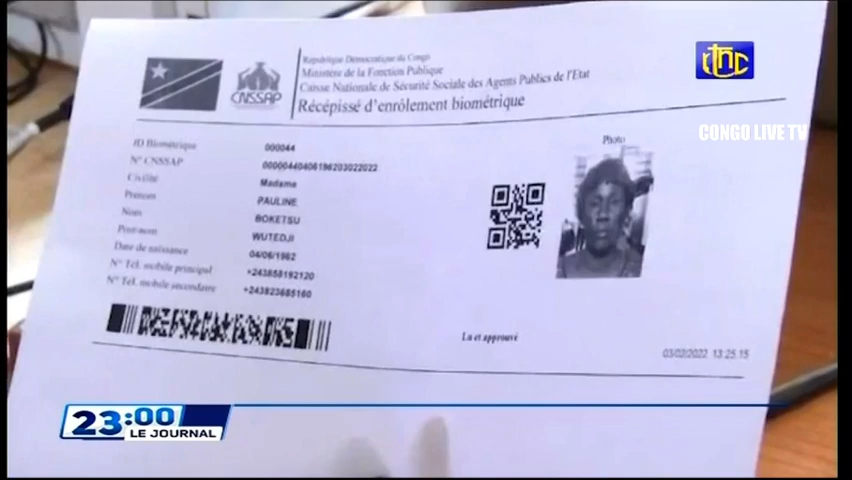 République Démocratique du Congo
Ministère de la Fonction Publique
Caisse Nationale de Sécurité Sociale des Agents Publics de l'Etat
CNSSAP
Récépissé d'enrôlement biométrique
rtnc
CONGO LIVE TV
Photo
ID Biométrique 000044
N° CNSSAP 0000044040619620302022
Civilité Madame
Prenom PAULINE
Nom BOKETSU
Post-nom WUTEDJI
Date de naissance 04/06/1962
N° Tél. mobile principal +243858192120
N° Tél. mobile secondaire +243823685160
Lu et approuvé
03/02/2022 13:25:15
23:00
LE JOURNAL